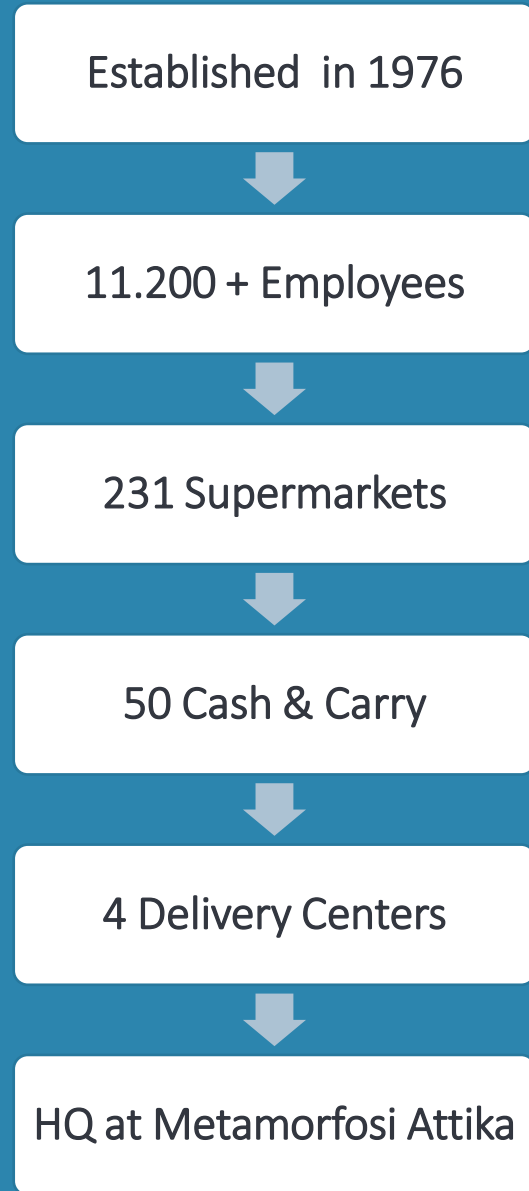 Established in 1976
11.200 + Employees
231 Supermarkets
50 Cash & Carry
4 Delivery Centers
HQ at Metamorfosi Attika